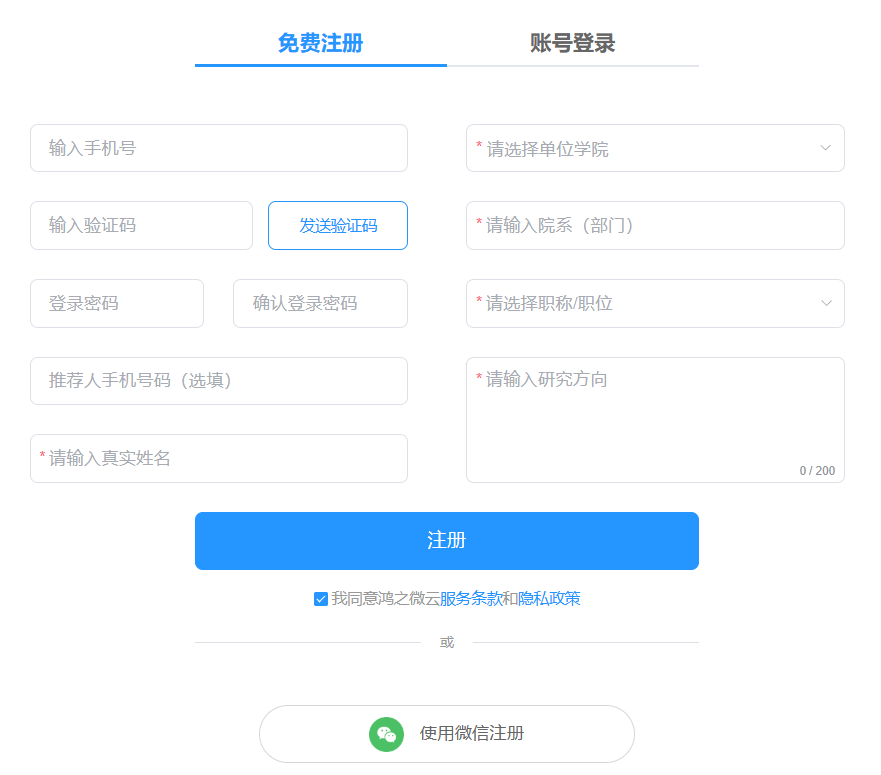 免费注册
账号登录
输入手机号
输入验证码
发送验证码
登录密码
确认登录密码
推荐人手机号码（选填）
* 请输入真实姓名
* 请选择单位学院
* 请输入院系（部门）
* 请选择职称/职位
* 请输入研究方向
0 / 200
注册
我同意鸿之微云服务条款和隐私政策
或
使用微信注册